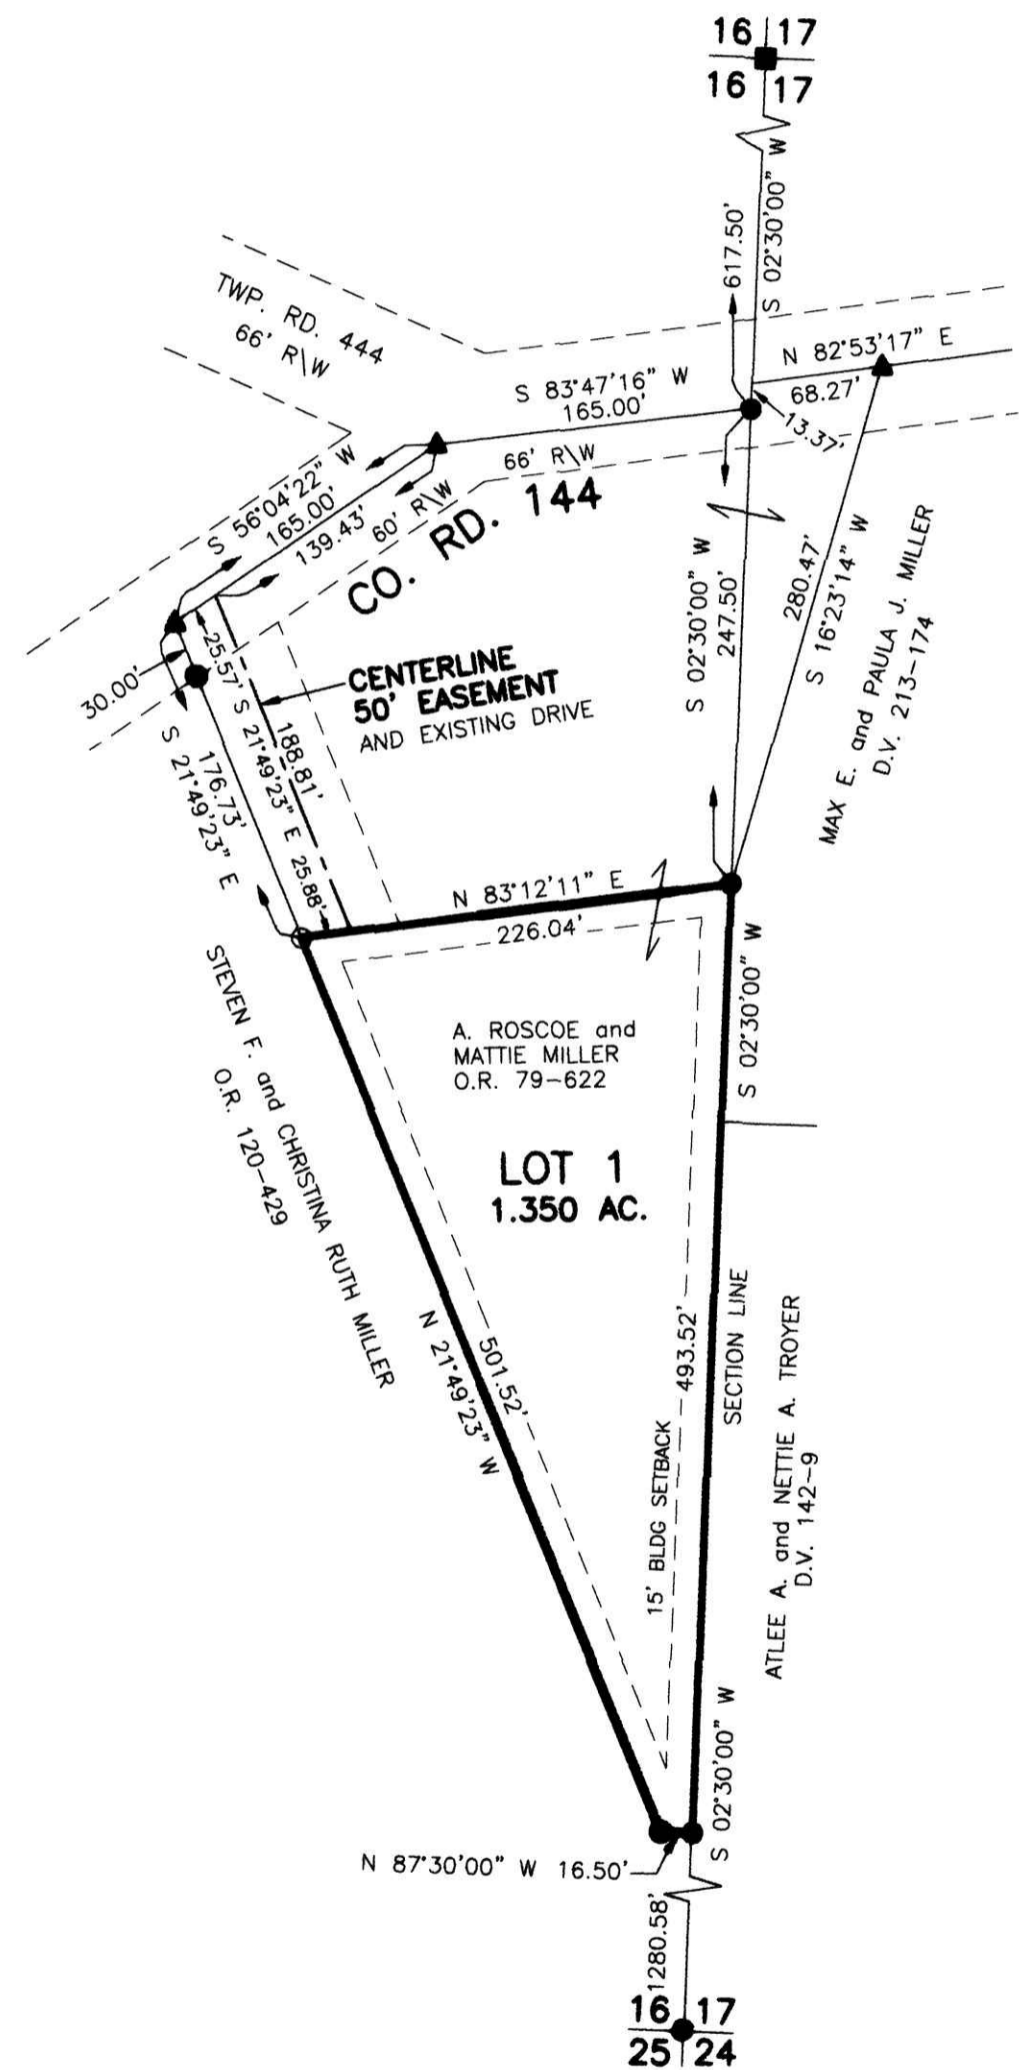 16 17
16 17
617.50'
S 02°30'00" W
TWP. RD. 444
66' R\W
N 82°53'17" E
68.27'
13.37'
S 83°47'16" W
165.00'
66' R\W
S 56°04'22" W
165.00'
139.43'
60' R\W
CO. RD. 144
S 02°30'00" W
247.50'
280.47'
S 16°23'14" W
MAX E. and PAULA J. MILLER
D.V. 213-174
30.00'
25.57'
S 21°49'23" E
188.81'
25.88'
CENTERLINE
50' EASEMENT
AND EXISTING DRIVE
176.73'
S 21°49'23" E
N 83°12'11" E
226.04'
STEVEN F. and CHRISTINA RUTH MILLER
O.R. 120-429
A. ROSCOE and
MATTIE MILLER
O.R. 79-622
S 02°30'00" W
LOT 1
1.350 AC.
501.52'
N 21°49'23" W
493.52'
SECTION LINE
15' BLDG SETBACK
ATLEE A. and NETTIE A. TROYER
D.V. 142-9
S 02°30'00" W
N 87°30'00" W 16.50'
1280.58'
16 17
25 24